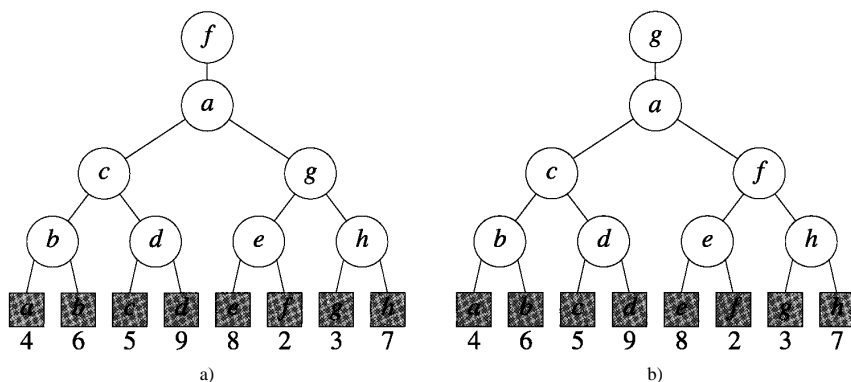 f g
a a
c g c f
b d e h b d e h
a b c d e f g h a b c d e f g h
4 6 5 9 8 2 3 7 4 6 5 9 8 2 3 7
a) b)